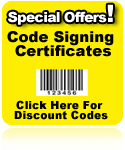 Special Offers!
Code Signing
Certificates
123456
Click Here For
Discount Codes